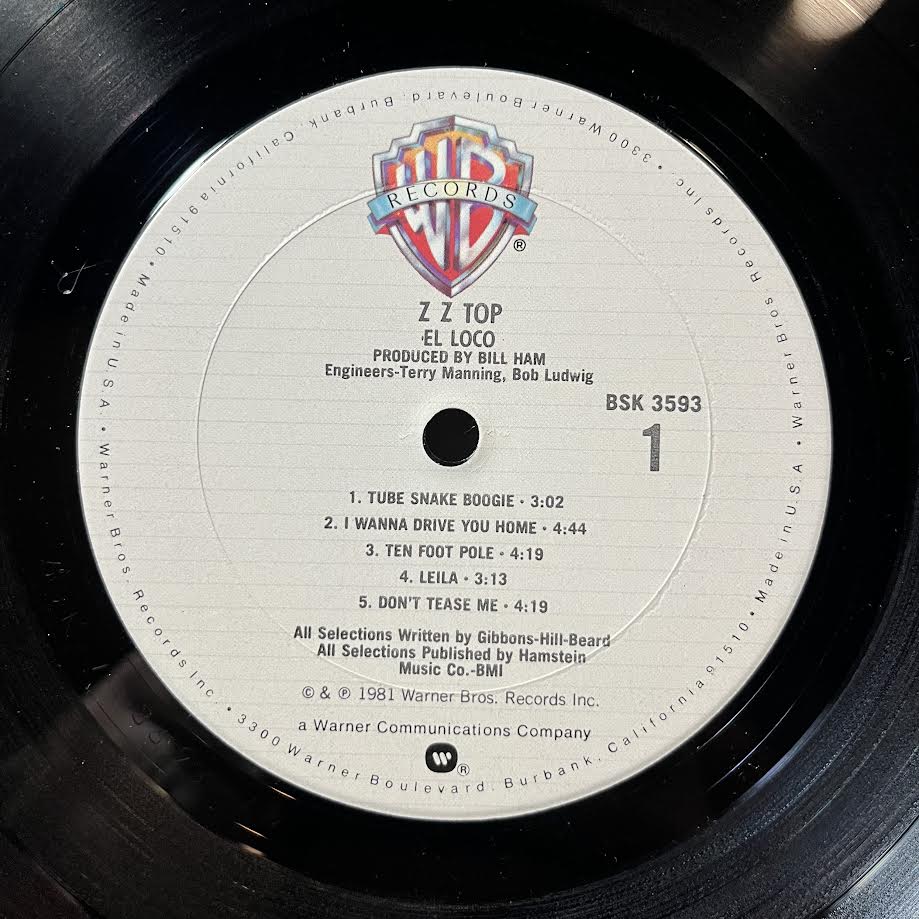 WB
RECORDS
®
Z Z TOP
EL LOCO
PRODUCED BY BILL HAM
Engineers-Terry Manning, Bob Ludwig
BSK 3593
1
1. TUBE SNAKE BOOGIE • 3:02
2. I WANNA DRIVE YOU HOME • 4:44
3. TEN FOOT POLE • 4:19
4. LEILA • 3:13
5. DON'T TEASE ME • 4:19
All Selections Written by Gibbons-Hill-Beard
All Selections Published by Hamstein
Music Co.-BMI
© & ℗ 1981 Warner Bros. Records Inc.
a Warner Communications Company
®
Warner Bros. Records Inc. • 3300 Warner Boulevard. Burbank, California 91510 • Made in U.S.A. • Warner Bros. Records Inc. • 3300 Warner Boulevard. Burbank, California 91510 • Made in U.S.A. •